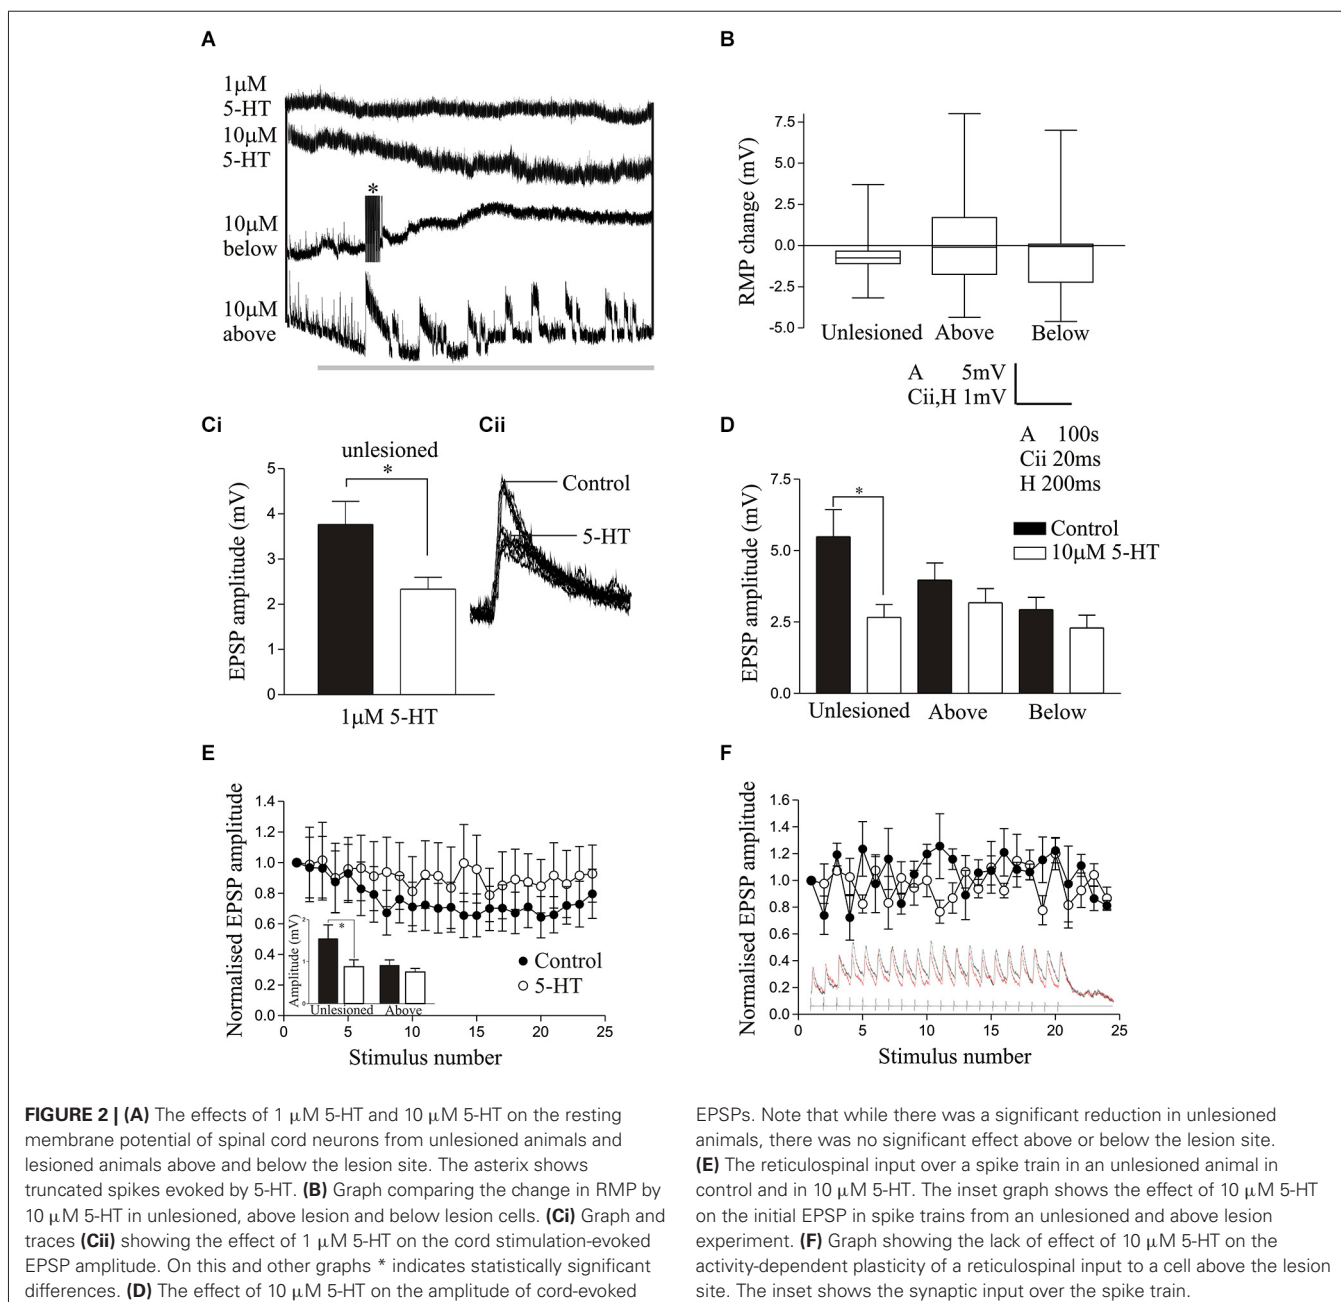 A
1µM
5-HT
10µM
5-HT
*
10µM
below
10µM
above
B
RMP change (mV)
7.5
5.0
2.5
0.0
-2.5
-5.0
Unlesioned Above Below
A 5mV
Cii,H 1mV
A 100s
Cii 20ms
H 200ms
Ci
unlesioned
*
EPSP amplitude (mV)
5
4
3
2
1
0
1µM 5-HT
Cii
Control
5-HT
D
EPSP amplitude (mV)
7.5
5.0
2.5
0.0
*
Control
10µM 5-HT
Unlesioned Above Below
E
Normalised EPSP amplitude
1.4
1.2
1.0
0.8
0.6
0.4
0.2
0.0
Amplitude (mV)
2
1
0
*
Unlesioned Above
Control
5-HT
0 5 10 15 20 25
Stimulus number
F
Normalised EPSP amplitude
1.6
1.4
1.2
1.0
0.8
0.6
0.4
0.2
0.0
0 5 10 15 20 25
Stimulus number
FIGURE 2 | (A) The effects of 1 µM 5-HT and 10 µM 5-HT on the resting
membrane potential of spinal cord neurons from unlesioned animals and
lesioned animals above and below the lesion site. The asterix shows
truncated spikes evoked by 5-HT. (B) Graph comparing the change in RMP by
10 µM 5-HT in unlesioned, above lesion and below lesion cells. (Ci) Graph and
traces (Cii) showing the effect of 1 µM 5-HT on the cord stimulation-evoked
EPSP amplitude. On this and other graphs * indicates statistically significant
differences. (D) The effect of 10 µM 5-HT on the amplitude of cord-evoked
EPSPs. Note that while there was a significant reduction in unlesioned
animals, there was no significant effect above or below the lesion site.
(E) The reticulospinal input over a spike train in an unlesioned animal in
control and in 10 µM 5-HT. The inset graph shows the effect of 10 µM 5-HT
on the initial EPSP in spike trains from an unlesioned and above lesion
experiment. (F) Graph showing the lack of effect of 10 µM 5-HT on the
activity-dependent plasticity of a reticulospinal input to a cell above the lesion
site. The inset shows the synaptic input over the spike train.